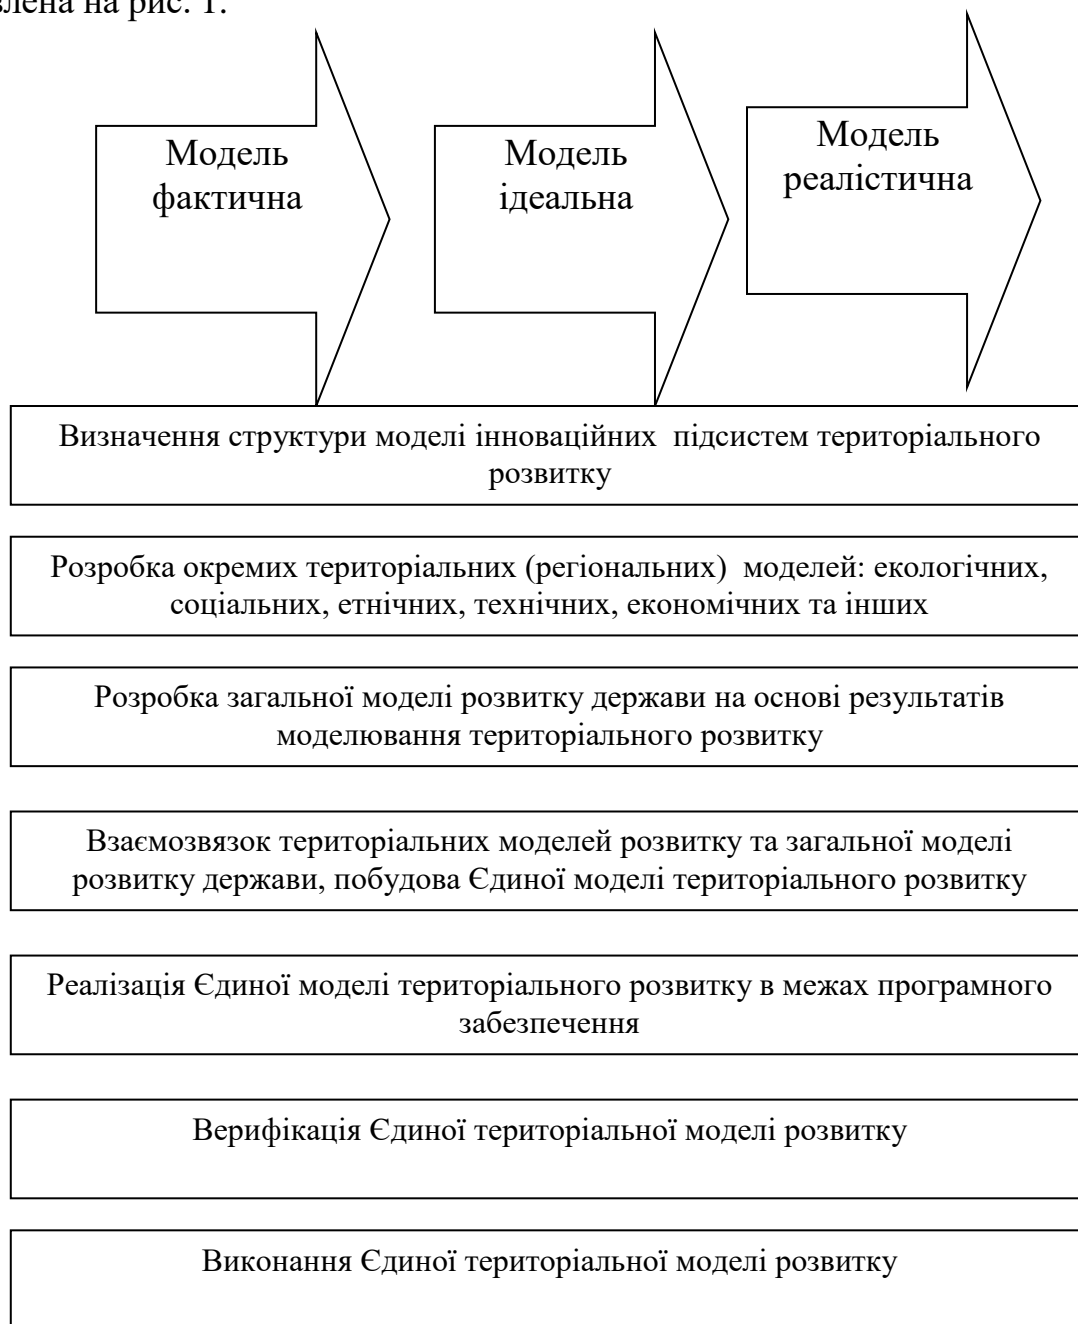 влена на рис. 1.
Модель
фактична
Модель
ідеальна
Модель
реалістична
Визначення структури моделі інноваційних підсистем територіального
розвитку
Розробка окремих територіальних (регіональних) моделей: екологічних,
соціальних, етнічних, технічних, економічних та інших
Розробка загальної моделі розвитку держави на основі результатів
моделювання територіального розвитку
Взаємозвязок територіальних моделей розвитку та загальної моделі
розвитку держави, побудова Єдиної моделі територіального розвитку
Реалізація Єдиної моделі територіального розвитку в межах програмного
забезпечення
Верифікація Єдиної територіальної моделі розвитку
Виконання Єдиної територіальної моделі розвитку